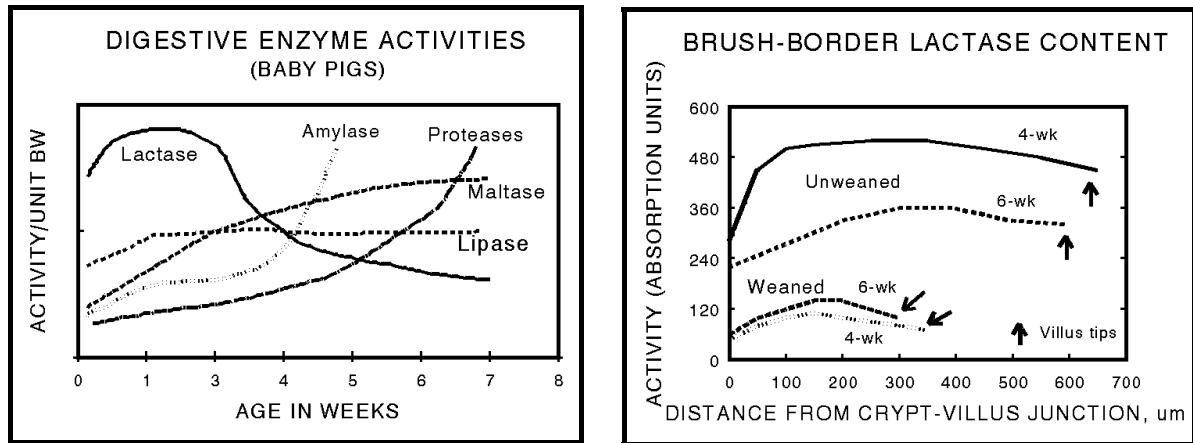 DIGESTIVE ENZYME ACTIVITIES
(BABY PIGS)
ACTIVITY/UNIT BW
Lactase
Amylase
Proteases
Maltase
Lipase
0 1 2 3 4 5 6 7 8
AGE IN WEEKS
BRUSH-BORDER LACTASE CONTENT
ACTIVITY (ABSORPTION UNITS)
600
480
360
240
120
0
4-wk
Unweaned
6-wk
Weaned
6-wk
4-wk
Villus tips
0 100 200 300 400 500 600 700
DISTANCE FROM CRYPT-VILLUS JUNCTION, um